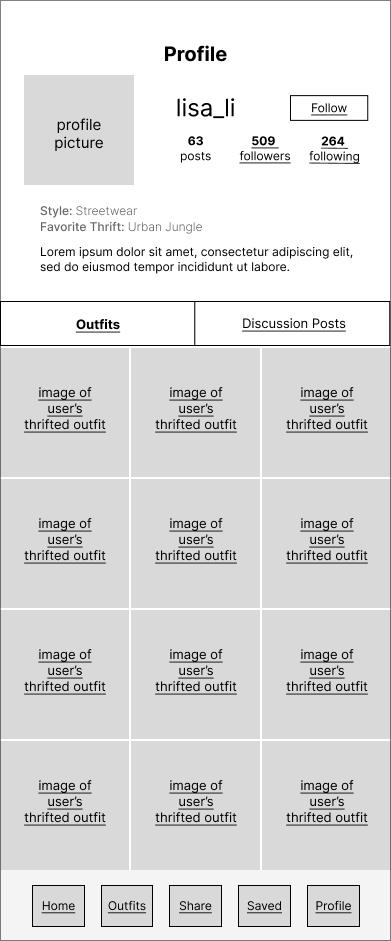 Profile
profile
picture
lisa_li
Follow
63
posts
509
followers
264
following
Style: Streetwear
Favorite Thrift: Urban Jungle
Lorem ipsum dolor sit amet, consectetur adipiscing elit,
sed do eiusmod tempor incididunt ut labore.
Outfits
Discussion Posts
image of
user’s
thrifted outfit
image of
user’s
thrifted outfit
image of
user’s
thrifted outfit
image of
user’s
thrifted outfit
image of
user’s
thrifted outfit
image of
user’s
thrifted outfit
image of
user’s
thrifted outfit
image of
user’s
thrifted outfit
image of
user’s
thrifted outfit
image of
user’s
thrifted outfit
image of
user’s
thrifted outfit
image of
user’s
thrifted outfit
Home
Outfits
Share
Saved
Profile